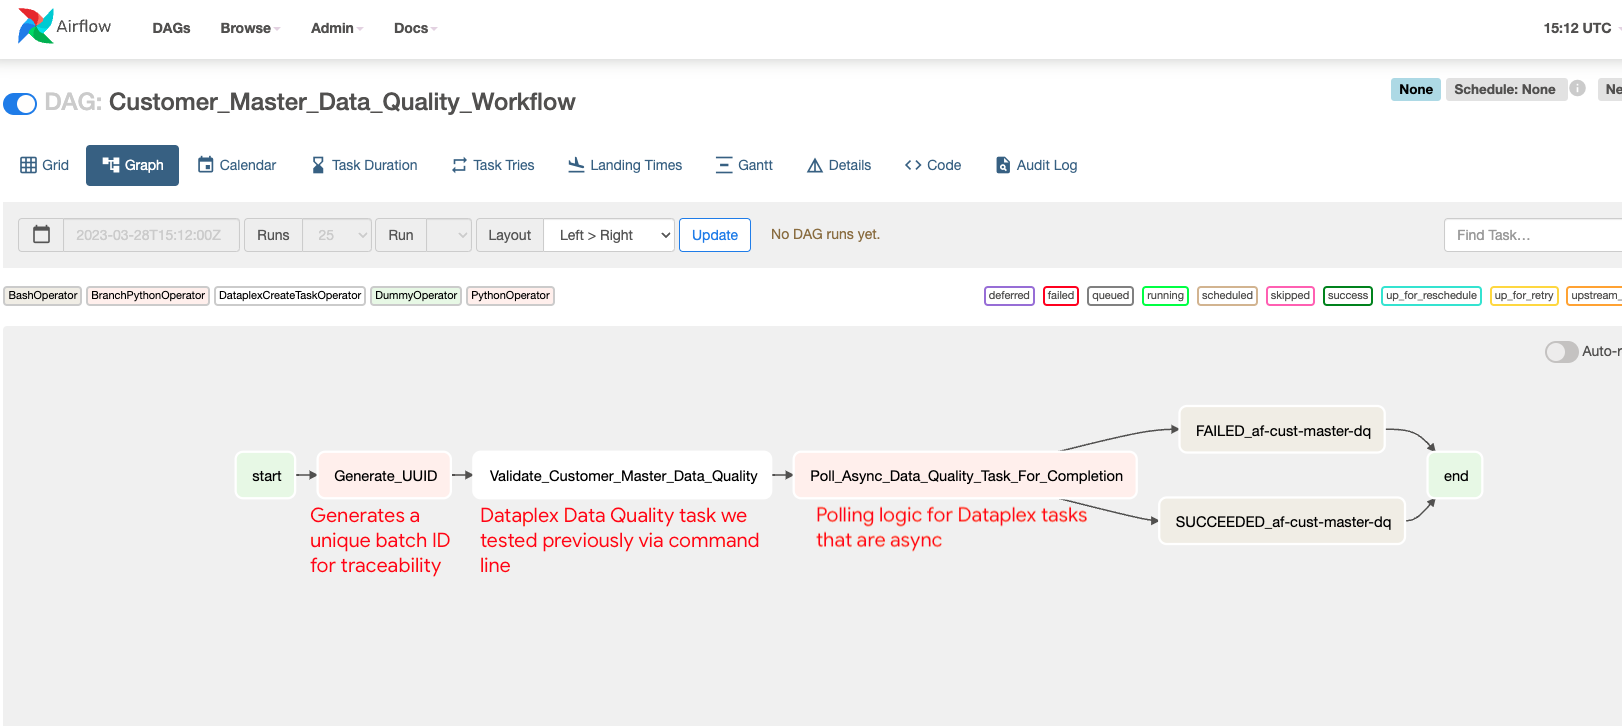 Airflow DAGs Browse Admin Docs 15:12 UTC
DAG: Customer_Master_Data_Quality_Workflow None Schedule: None i Ne
Grid Graph Calendar Task Duration Task Tries Landing Times Gantt Details Code Audit Log
2023-03-28T15:12:00Z Runs 25 Run Layout Left > Right Update No DAG runs yet. Find Task...
BashOperator BranchPythonOperator DataplexCreateTaskOperator DummyOperator PythonOperator deferred failed queued running scheduled skipped success up_for_reschedule up_for_retry upstream_
Auto-r
FAILED_af-cust-master-dq
start Generate_UUID Validate_Customer_Master_Data_Quality Poll_Async_Data_Quality_Task_For_Completion end
SUCCEEDED_af-cust-master-dq
Generates a
unique batch ID
for traceability
Dataplex Data Quality task we
tested previously via command
line
Polling logic for Dataplex tasks
that are async